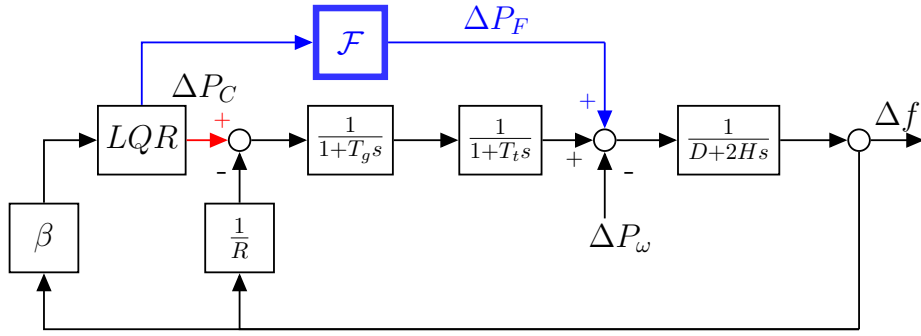 ΔP_F
𝓕
ΔP_C
Δf
+
+
LQR
1/(1+T_g s)
1/(1+T_t s)
1/(D+2Hs)
+
-
-
β
1/R
ΔP_ω